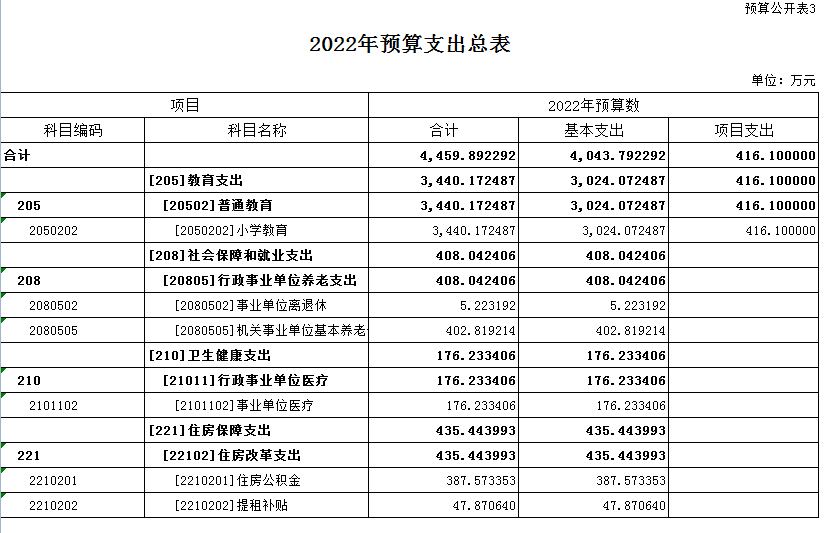 预算公开表3
2022年预算支出总表
单位：万元
项目 2022年预算数
科目编码 科目名称 合计 基本支出 项目支出
合计 4,459.892292 4,043.792292 416.100000
[205]教育支出 3,440.172487 3,024.072487 416.100000
205 [20502]普通教育 3,440.172487 3,024.072487 416.100000
2050202 [2050202]小学教育 3,440.172487 3,024.072487 416.100000
[208]社会保障和就业支出 408.042406 408.042406
208 [20805]行政事业单位养老支出 408.042406 408.042406
2080502 [2080502]事业单位离退休 5.223192 5.223192
2080505 [2080505]机关事业单位基本养老 402.819214 402.819214
[210]卫生健康支出 176.233406 176.233406
210 [21011]行政事业单位医疗 176.233406 176.233406
2101102 [2101102]事业单位医疗 176.233406 176.233406
[221]住房保障支出 435.443993 435.443993
221 [22102]住房改革支出 435.443993 435.443993
2210201 [2210201]住房公积金 387.573353 387.573353
2210202 [2210202]提租补贴 47.870640 47.870640